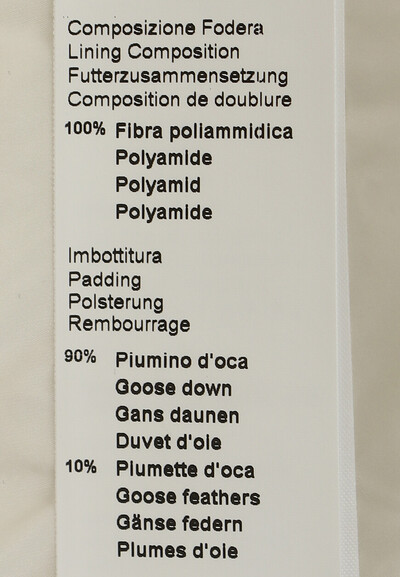 Composizione Fodera
Lining Composition
Futterzusammensetzung
Composition de doublure
100% Fibra poliammidica
Polyamide
Polyamid
Polyamide
Imbottitura
Padding
Polsterung
Rembourrage
90% Piumino d'oca
Goose down
Gans daunen
Duvet d'oie
10% Piumette d'oca
Goose feathers
Gänse federn
Plumes d'oie